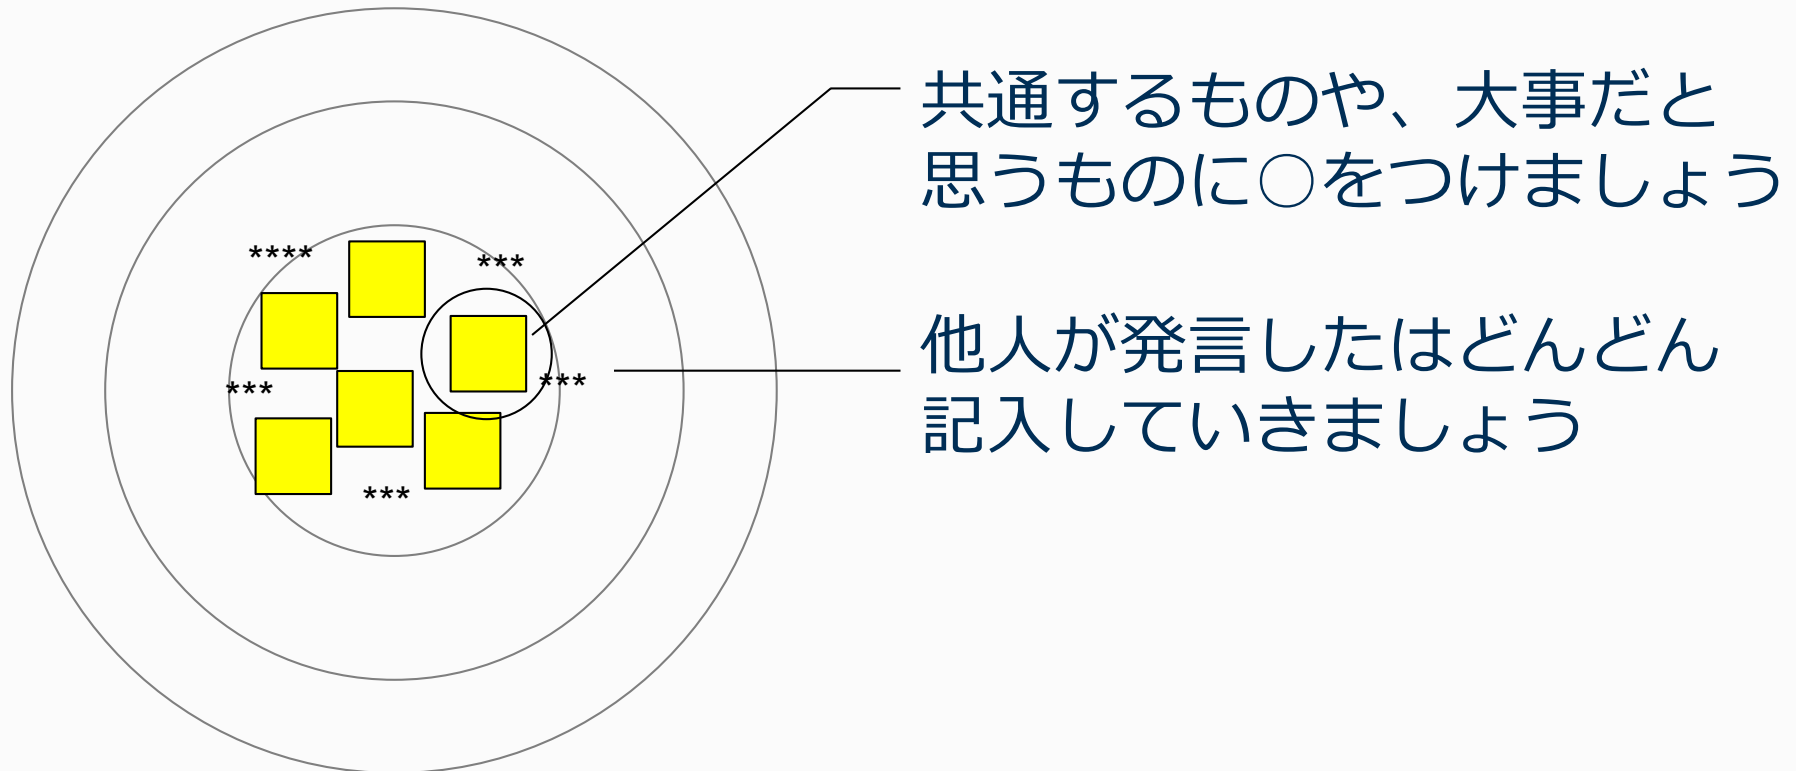 共通するものや、大事だと
思うものに○をつけましょう
他人が発言したはどんどん
記入していきましょう
****
***
***
***
***